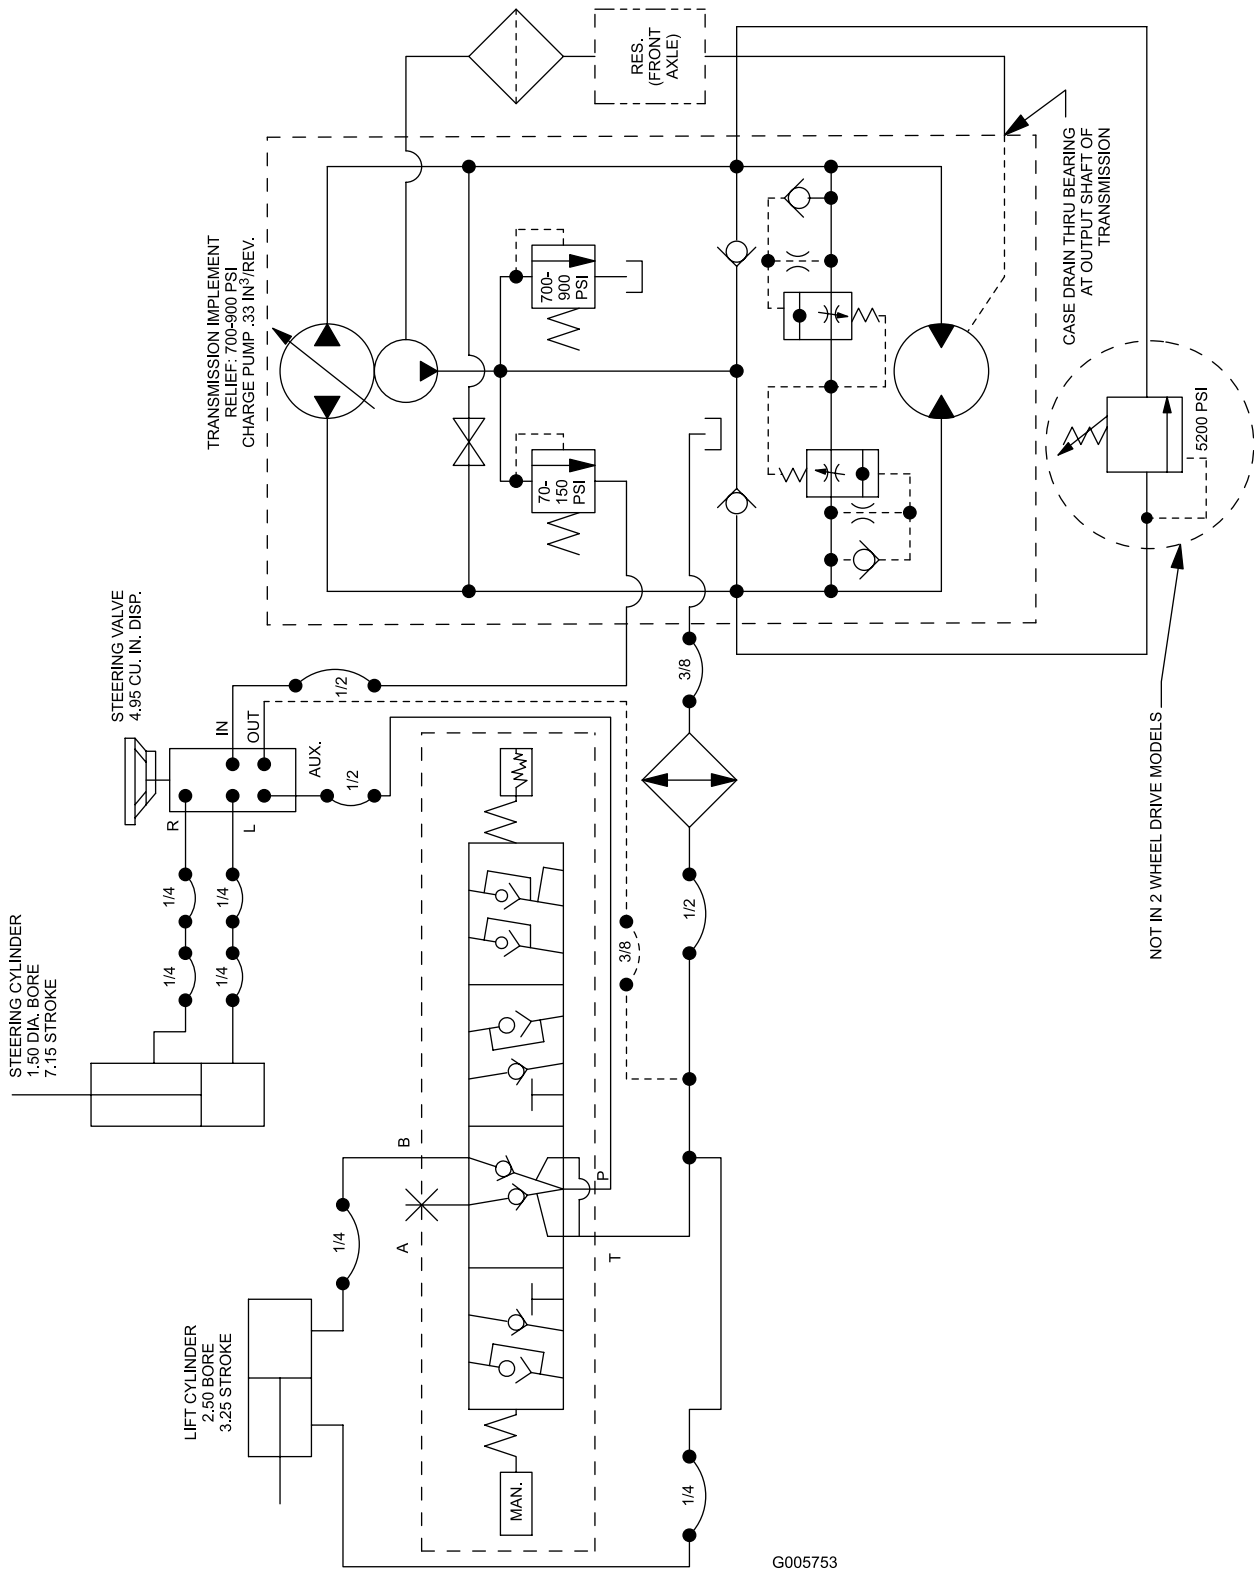 RES.
(FRONT
AXLE)
TRANSMISSION IMPLEMENT
RELIEF: 700-900 PSI
CHARGE PUMP .33 IN³/REV.
700-
900
PSI
70-
150
PSI
CASE DRAIN THRU BEARING
AT OUTPUT SHAFT OF
TRANSMISSION
5200 PSI
NOT IN 2 WHEEL DRIVE MODELS
STEERING VALVE
4.95 CU. IN. DISP.
IN
OUT
AUX.
R
L
1/2
1/2
3/8
1/4
1/4
1/4
1/4
STEERING CYLINDER
1.50 DIA. BORE
7.15 STROKE
3/8
1/2
B
A
P
T
1/4
LIFT CYLINDER
2.50 BORE
3.25 STROKE
MAN.
1/4
G005753